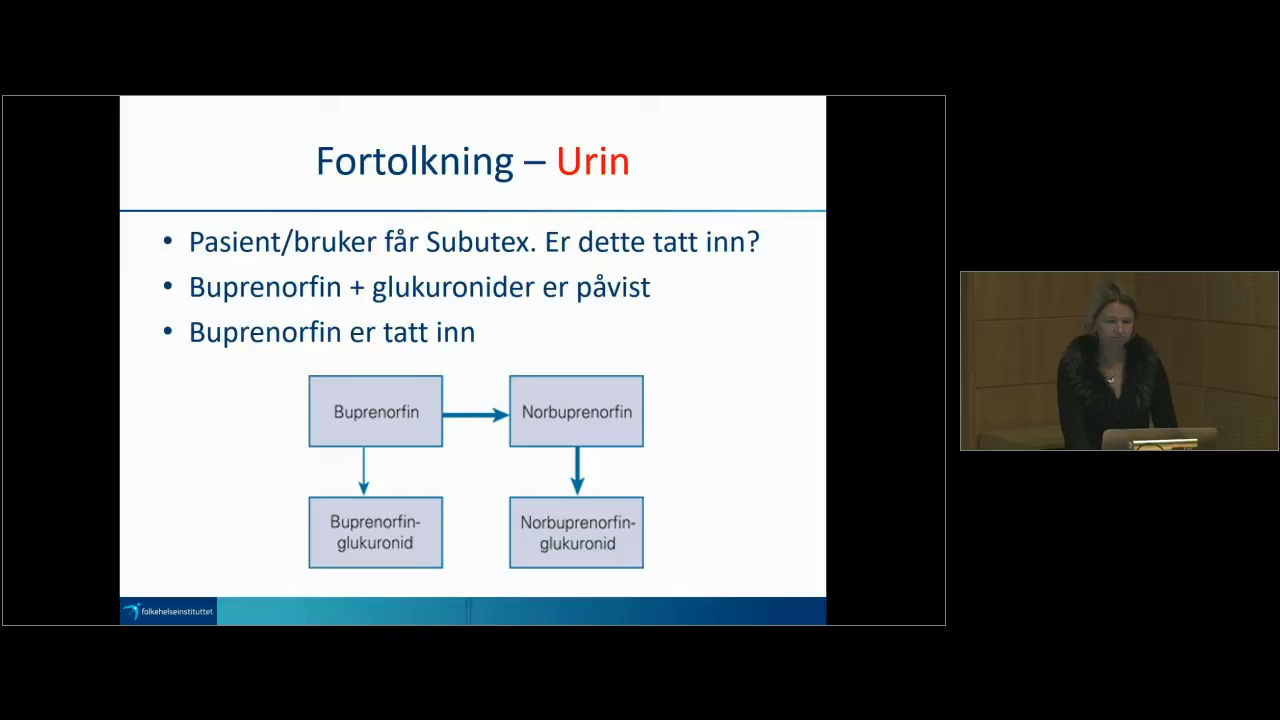 Fortolkning – Urin
• Pasient/bruker får Subutex. Er dette tatt inn?
• Buprenorfin + glukuronider er påvist
• Buprenorfin er tatt inn
Buprenorfin
Norbuprenorfin
Buprenorfin-
glukuronid
Norbuprenorfin-
glukuronid
folkehelseinstituttet